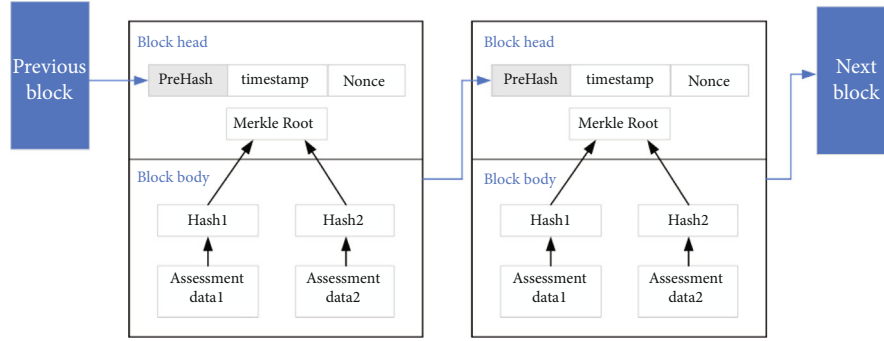 Previous
block
Block head
PreHash timestamp Nonce
Merkle Root
Block body
Hash1 Hash2
Assessment
data1
Assessment
data2
Block head
PreHash timestamp Nonce
Merkle Root
Block body
Hash1 Hash2
Assessment
data1
Assessment
data2
Next
block